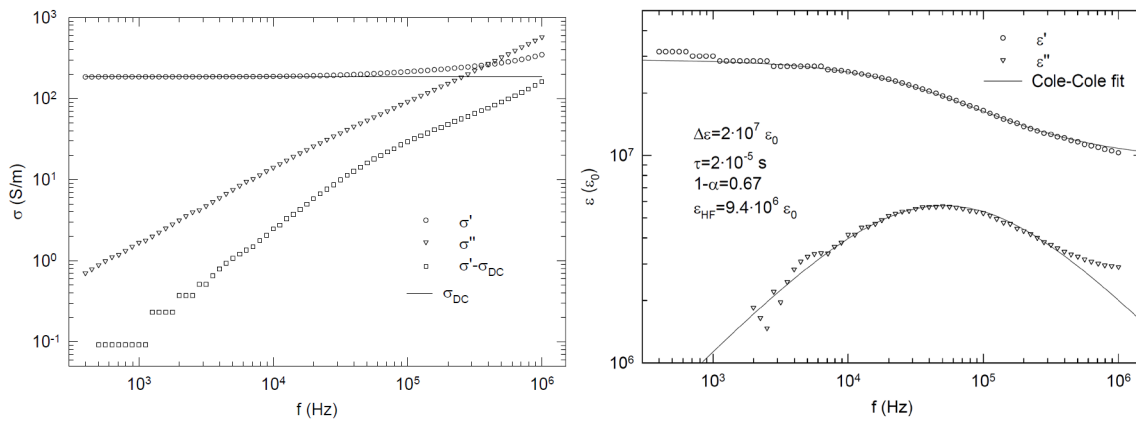 10³
10²
10¹
10⁰
10⁻¹
σ (S/m)
σ'
σ''
σ'-σDC
σDC
10³
10⁴
10⁵
10⁶
f (Hz)
ε'
ε''
Cole-Cole fit
Δε=2·10⁷ ε₀
τ=2·10⁻⁵ s
1-α=0.67
εHF=9.4·10⁶ ε₀
10⁷
10⁶
ε (ε₀)
10³
10⁴
10⁵
10⁶
f (Hz)